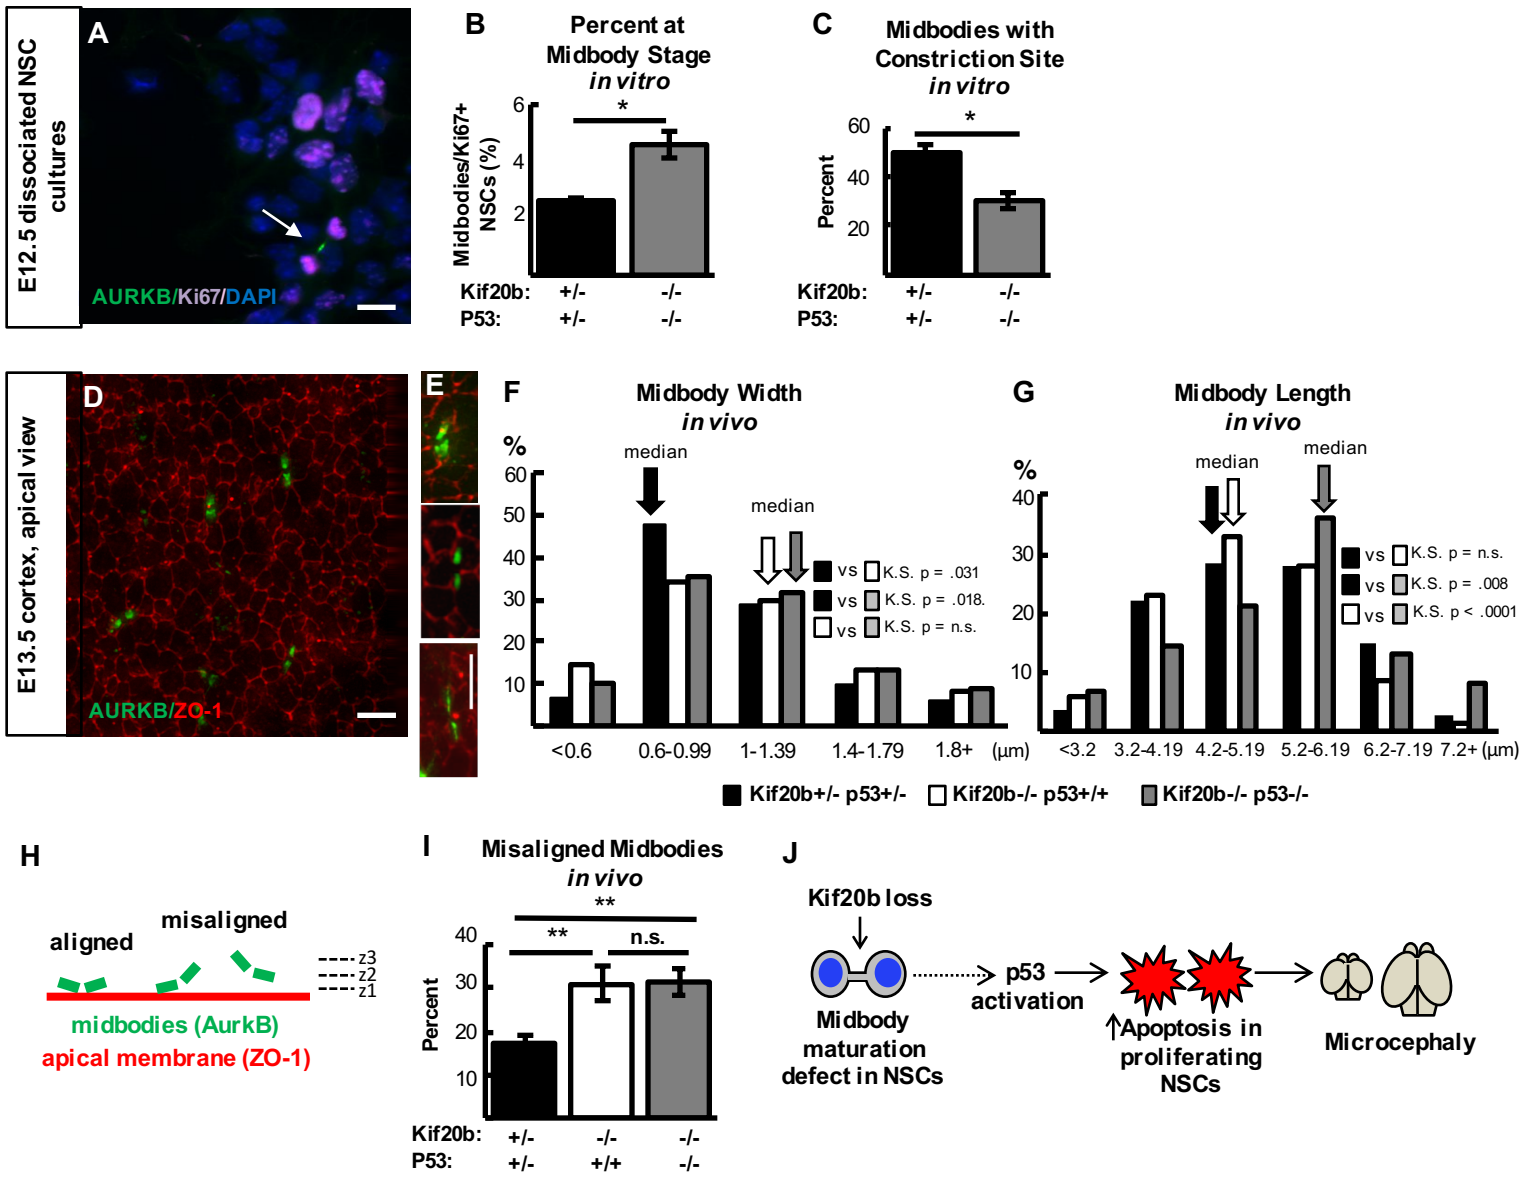 E12.5 dissociated NSC
cultures
A
AURKB/Ki67/DAPI
B
Percent at
Midbody Stage
in vitro
Midbodies/Ki67+
NSCs (%)
6
4
2
*
Kif20b: +/- -/-
P53: +/- -/-
C
Midbodies with
Constriction Site
in vitro
Percent
60
40
20
*
Kif20b: +/- -/-
P53: +/- -/-
E13.5 cortex, apical view
D
AURKB/ZO-1
E
F
Midbody Width
in vivo
%
60
50
40
30
20
10
median
median
vs K.S. p = .031
vs K.S. p = .018.
vs K.S. p = n.s.
<0.6 0.6-0.99 1-1.39 1.4-1.79 1.8+ (µm)
G
Midbody Length
in vivo
%
40
30
20
10
median
median
vs K.S. p = n.s.
vs K.S. p = .008
vs K.S. p < .0001
<3.2 3.2-4.19 4.2-5.19 5.2-6.19 6.2-7.19 7.2+ (µm)
Kif20b+/- p53+/- Kif20b-/- p53+/+ Kif20b-/- p53-/-
H
aligned
misaligned
z3
z2
z1
midbodies (AurkB)
apical membrane (ZO-1)
I
Misaligned Midbodies
in vivo
Percent
40
30
20
10
**
**
n.s.
Kif20b: +/- -/- -/-
P53: +/- +/+ -/-
J
Kif20b loss
Midbody
maturation
defect in NSCs
p53
activation
↑Apoptosis in
proliferating
NSCs
Microcephaly